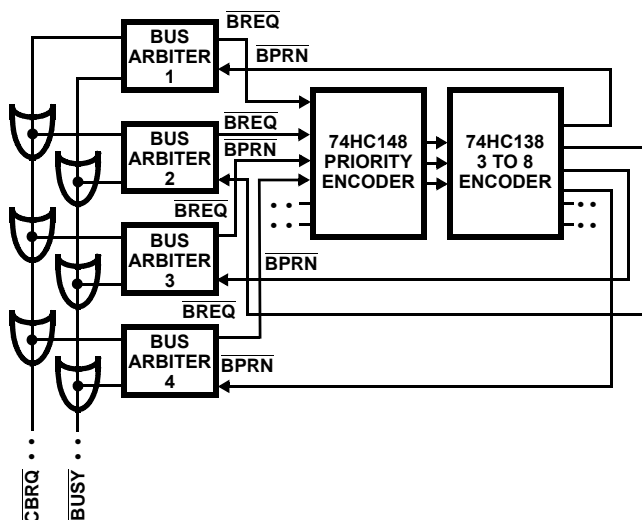 BREQ
BUS
ARBITER
1
BPRN
BREQ
BUS
ARBITER
2
BPRN
74HC148
PRIORITY
ENCODER
74HC138
3 TO 8
ENCODER
BREQ
BUS
ARBITER
3
BPRN
BREQ
BUS
ARBITER
4
BPRN
CBRQ
BUSY